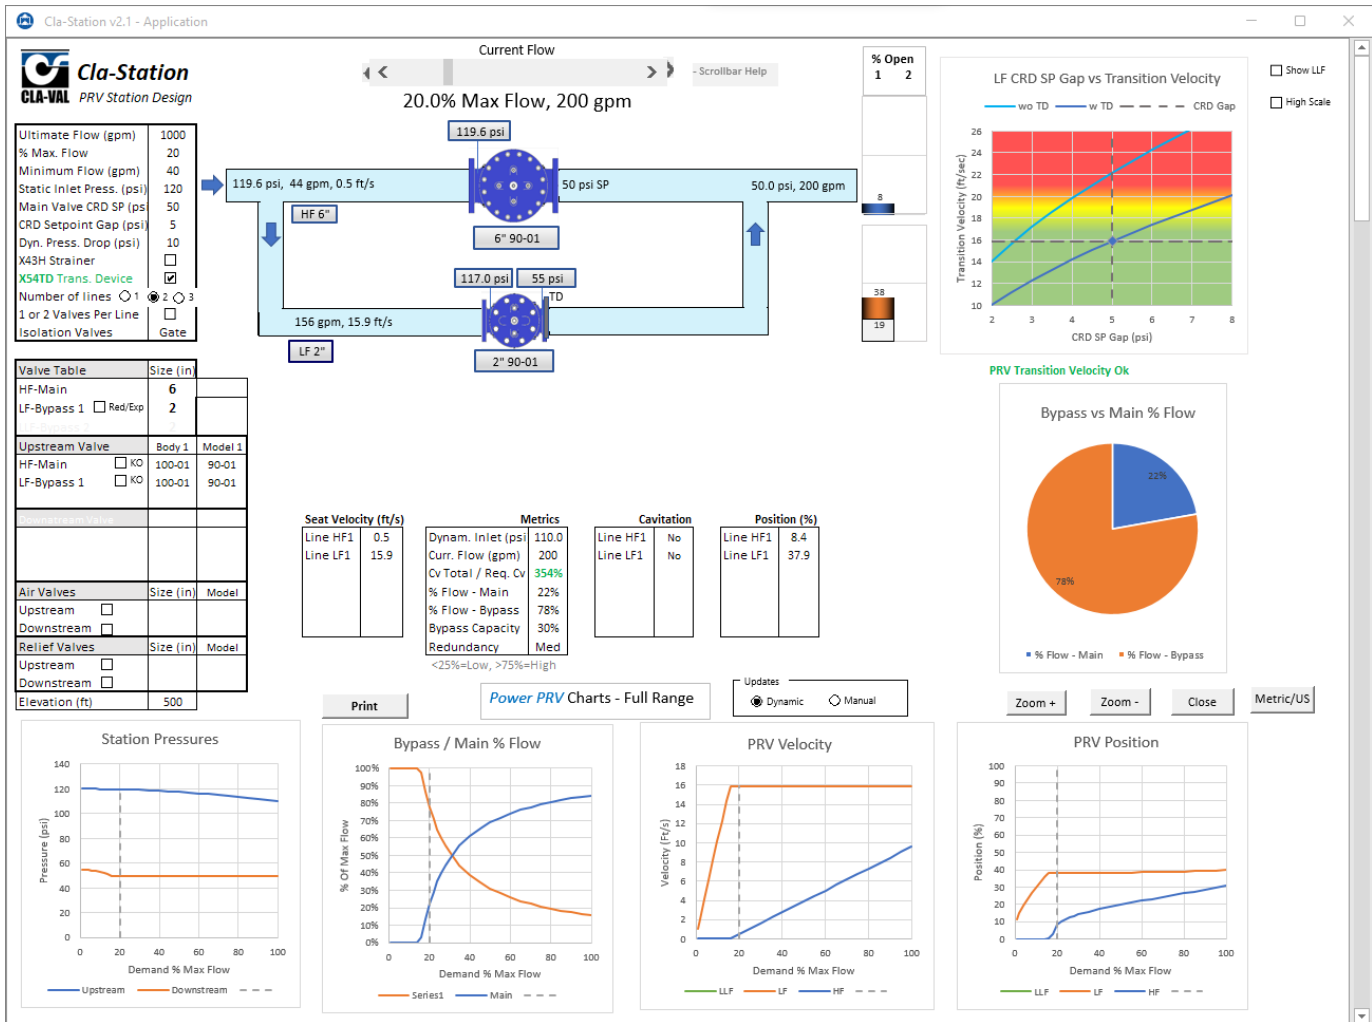 Cla-Station v2.1 - Application
CLA-VAL
Cla-Station
PRV Station Design
Current Flow
- Scrollbar Help
20.0% Max Flow, 200 gpm
% Open
1 2
8
38
19
Ultimate Flow (gpm) 1000
% Max. Flow 20
Minimum Flow (gpm) 40
Static Inlet Press. (psi) 120
Main Valve CRD SP (psi 50
CRD Setpoint Gap (psi) 5
Dyn. Press. Drop (psi) 10
X43H Strainer
X54TD Trans. Device
Number of lines 1 2 3
1 or 2 Valves Per Line
Isolation Valves Gate
119.6 psi
119.6 psi, 44 gpm, 0.5 ft/s
50 psi SP
50.0 psi, 200 gpm
HF 6"
6" 90-01
117.0 psi
55 psi
TD
156 gpm, 15.9 ft/s
LF 2"
2" 90-01
LF CRD SP Gap vs Transition Velocity
wo TD w TD CRD Gap
Transition Velocity (ft/sec)
26
24
22
20
18
16
14
12
10
2 3 4 5 6 7 8
CRD SP Gap (psi)
Show LLF
High Scale
PRV Transition Velocity Ok
Bypass vs Main % Flow
22%
78%
% Flow - Main % Flow - Bypass
Valve Table Size (in)
HF-Main 6
LF-Bypass 1 Red/Exp 2
LLF-Bypass 2 2
Upstream Valve Body 1 Model 1
HF-Main KO 100-01 90-01
LF-Bypass 1 KO 100-01 90-01
Downstream Valve
Air Valves Size (in) Model
Upstream
Downstream
Relief Valves Size (in) Model
Upstream
Downstream
Elevation (ft) 500
Seat Velocity (ft/s)
Line HF1 0.5
Line LF1 15.9
Metrics
Dynam. Inlet (psi 110.0
Curr. Flow (gpm) 200
Cv Total / Req. Cv 354%
% Flow - Main 22%
% Flow - Bypass 78%
Bypass Capacity 30%
Redundancy Med
<25%=Low, >75%=High
Cavitation
Line HF1 No
Line LF1 No
Position (%)
Line HF1 8.4
Line LF1 37.9
Print
Power PRV Charts - Full Range
Updates
Dynamic Manual
Zoom +
Zoom -
Close
Metric/US
Station Pressures
Pressure (psi)
140
120
100
80
60
40
20
0
0 20 40 60 80 100
Demand % Max Flow
Upstream Downstream
Bypass / Main % Flow
% Of Max Flow
100%
90%
80%
70%
60%
50%
40%
30%
20%
10%
0%
0 20 40 60 80 100
Demand % Max Flow
Series1 Main
PRV Velocity
Velocity (Ft/s)
18
16
14
12
10
8
6
4
2
0
0 20 40 60 80 100
Demand % Max Flow
LLF LF HF
PRV Position
Position (%)
100
90
80
70
60
50
40
30
20
10
0
0 20 40 60 80 100
Demand % Max Flow
LLF LF HF